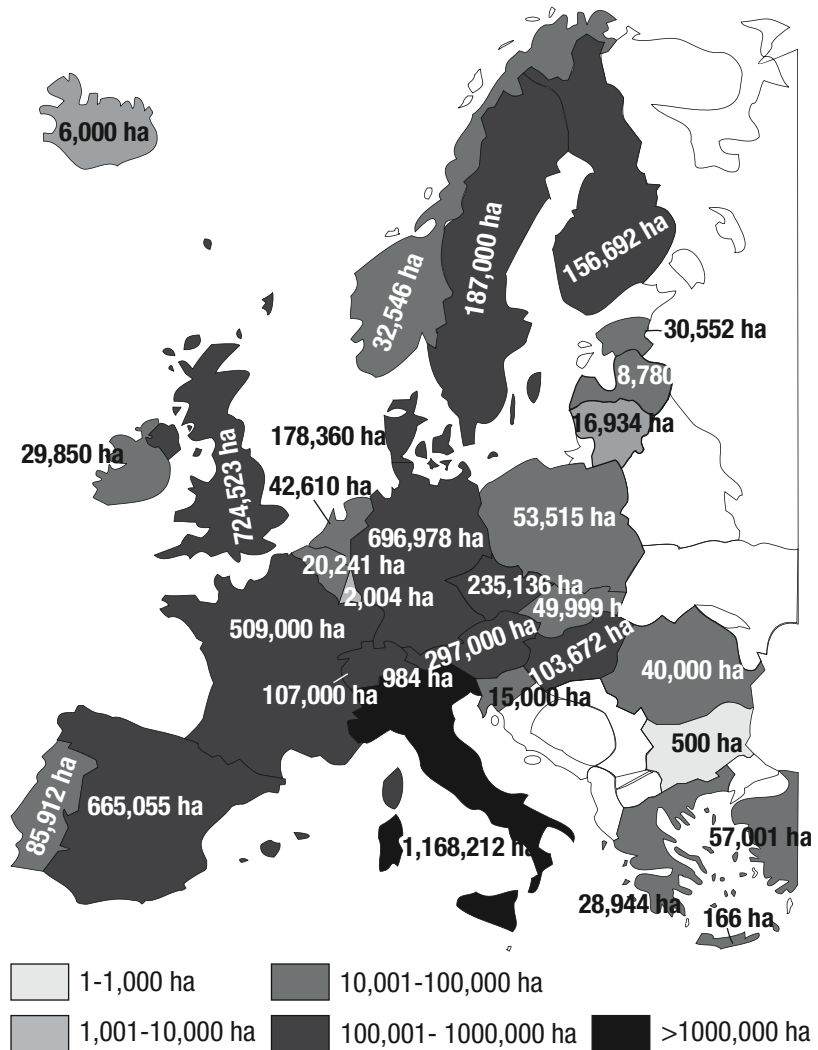 6,000 ha
187,000 ha
156,692 ha
32,546 ha
30,552 ha
8,780
16,934 ha
178,360 ha
29,850 ha
724,523 ha
42,610 ha
53,515 ha
696,978 ha
20,241 ha
235,136 ha
2,004 ha
49,999 h
509,000 ha
297,000 ha
103,672 ha
984 ha
40,000 ha
107,000 ha
15,000 ha
500 ha
85,912 ha
665,055 ha
57,001 ha
1,168,212 ha
28,944 ha
166 ha
1-1,000 ha
10,001-100,000 ha
1,001-10,000 ha
100,001- 1000,000 ha
>1000,000 ha